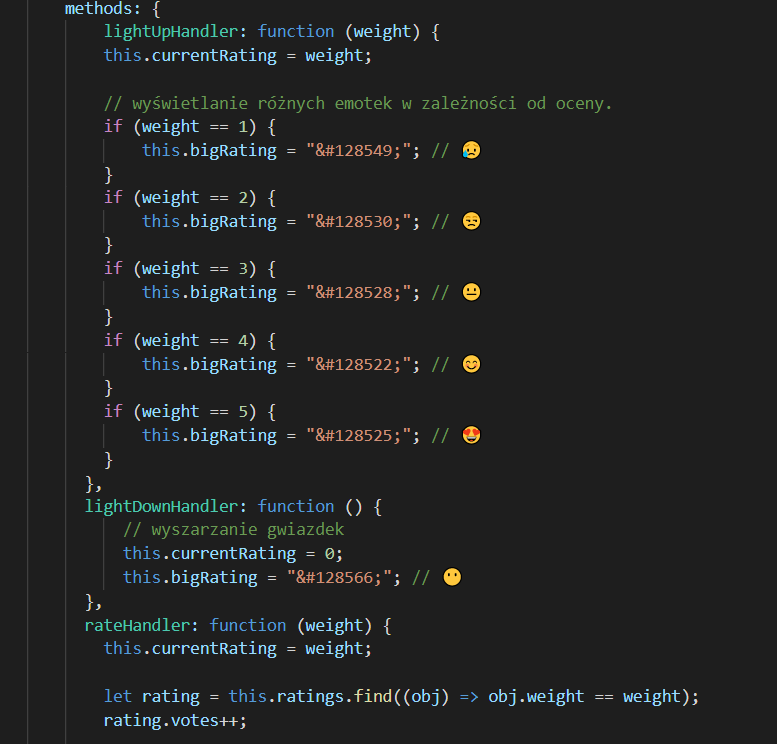 methods: {
lightUpHandler: function (weight) {
this.currentRating = weight;
// wyświetlanie różnych emotek w zależności od oceny.
if (weight == 1) {
this.bigRating = "&#128549;"; // 😥
}
if (weight == 2) {
this.bigRating = "&#128530;"; // 😒
}
if (weight == 3) {
this.bigRating = "&#128528;"; // 😐
}
if (weight == 4) {
this.bigRating = "&#128522;"; // 😊
}
if (weight == 5) {
this.bigRating = "&#128525;"; // 😍
}
},
lightDownHandler: function () {
// wyszarzanie gwiazdek
this.currentRating = 0;
this.bigRating = "&#128566;"; // 😶
},
rateHandler: function (weight) {
this.currentRating = weight;
let rating = this.ratings.find((obj) => obj.weight == weight);
rating.votes++;